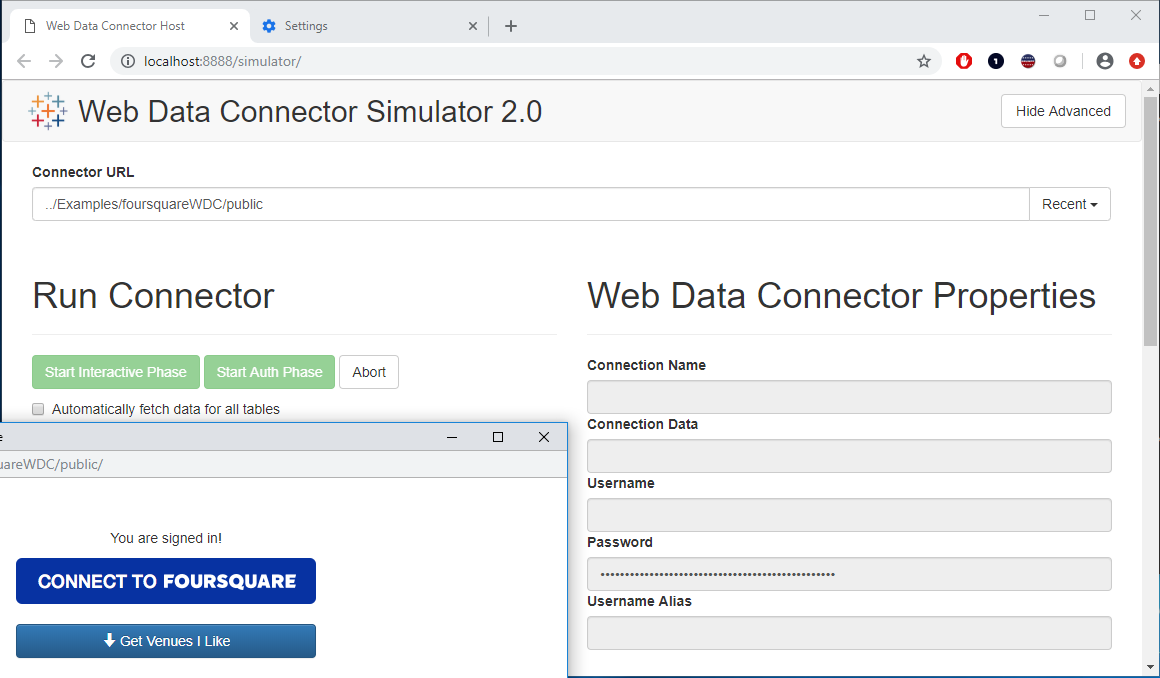 Web Data Connector Host
Settings
localhost:8888/simulator/
Web Data Connector Simulator 2.0
Hide Advanced
Connector URL
../Examples/foursquareWDC/public
Recent
Run Connector
Start Interactive Phase
Start Auth Phase
Abort
Automatically fetch data for all tables
Web Data Connector Properties
Connection Name
Connection Data
Username
Password
••••••••••••••••••••••••••••••••••••••••••••••••
Username Alias
e
uareWDC/public/
You are signed in!
CONNECT TO FOURSQUARE
Get Venues I Like